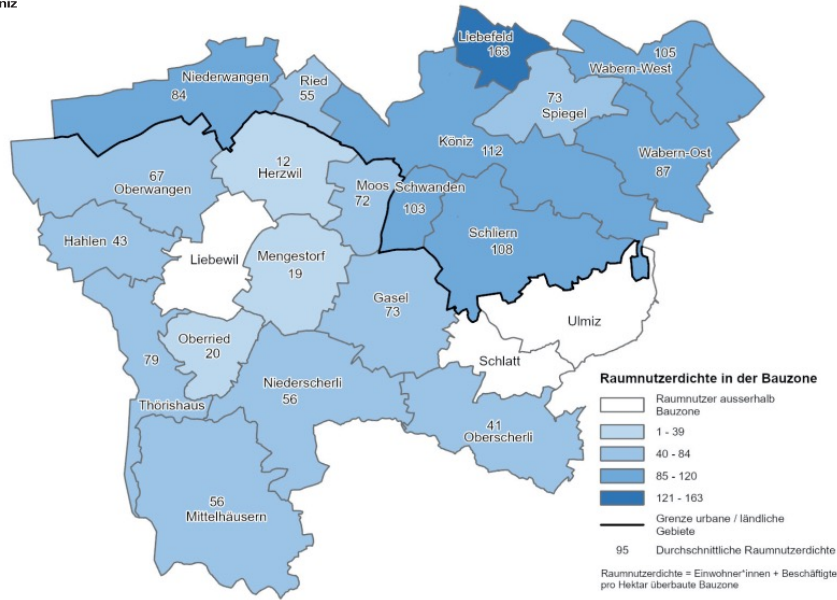 niz
Liebefeld
163
105
Wabern-West
Niederwangen
84
Ried
55
73
Spiegel
Köniz 112
Wabern-Ost
87
12
Herzwil
67
Oberwangen
Moos
72
Schwanden
103
Hahlen 43
Schliern
108
Liebewil
Mengestorf
19
Gasel
73
Ulmiz
Oberried
20
Schlatt
79
Thörishaus
Niederscherli
56
41
Oberscherli
56
Mittelhäusern
Raumnutzerdichte in der Bauzone
Raumnutzer ausserhalb
Bauzone
1 - 39
40 - 84
85 - 120
121 - 163
Grenze urbane / ländliche
Gebiete
95 Durchschnittliche Raumnutzerdichte
Raumnutzerdichte = Einwohner*innen + Beschäftigte
pro Hektar überbaute Bauzone